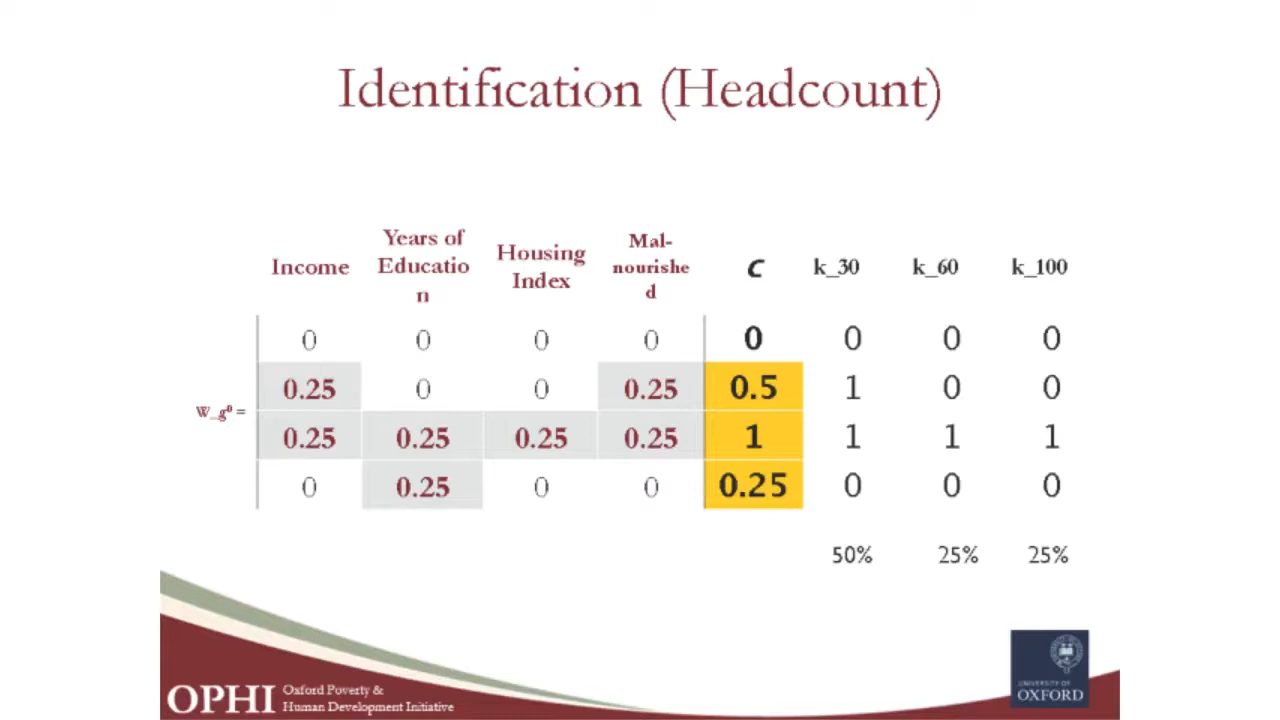 Identification (Headcount)
Income Years of Educatio n Housing Index Mal- nourishe d c k_30 k_60 k_100
0 0 0 0 0 0 0 0
0.25 0 0 0.25 0.5 1 0 0
W_g⁰ =
0.25 0.25 0.25 0.25 1 1 1 1
0 0.25 0 0 0.25 0 0 0
50% 25% 25%
OPHI Oxford Poverty &
Human Development Initiative
UNIVERSITY OF
OXFORD